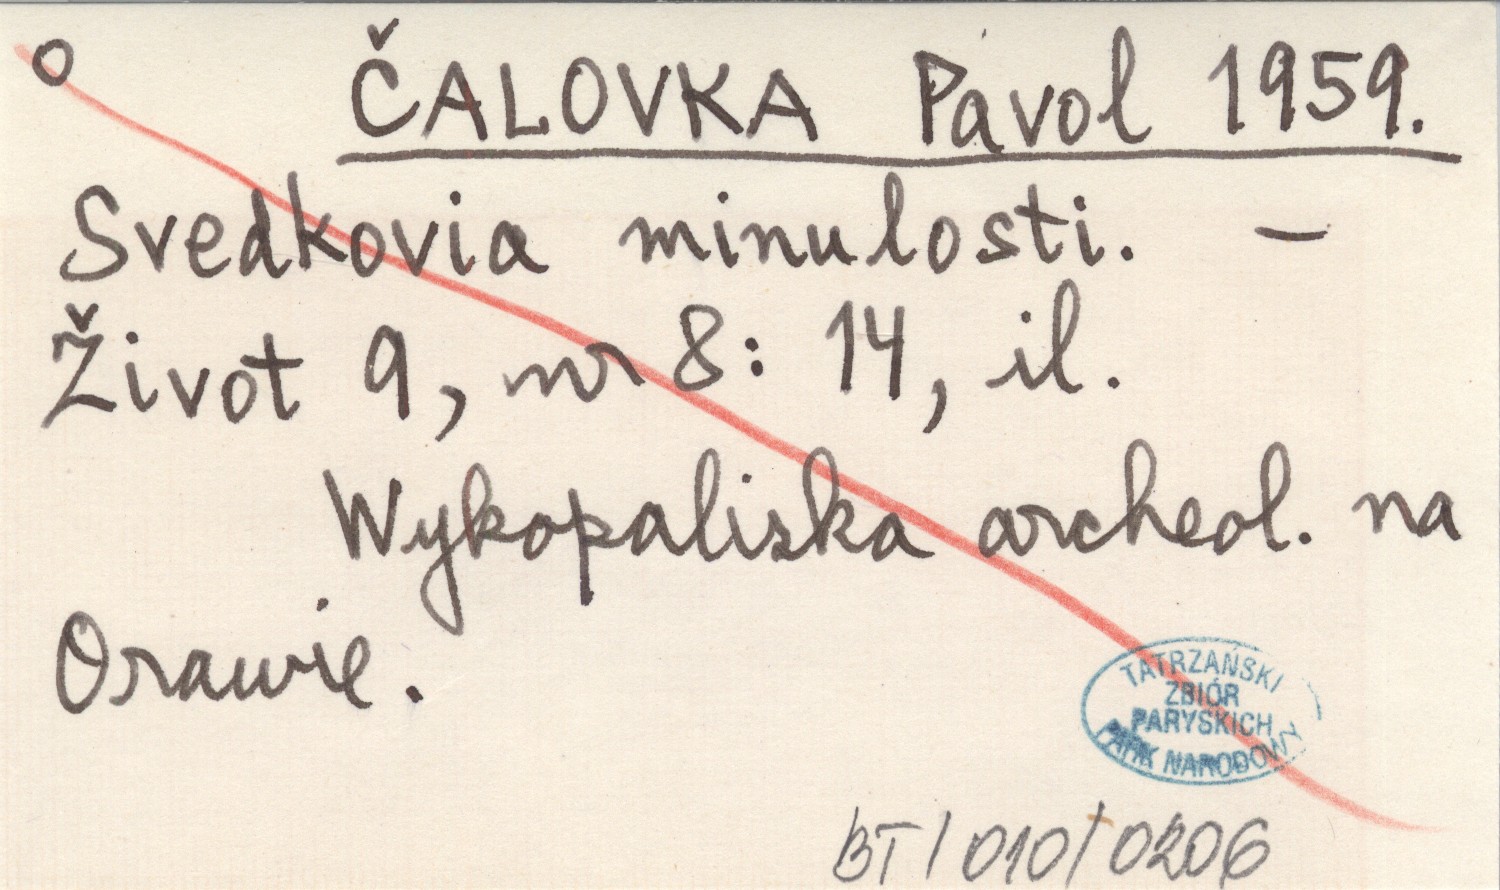 o
ČALOVKA Pavol 1959.
Svedkovia minulosti. –
Život 9, nr 8: 14, il.
Wykopaliska archeol. na
Orawie.
TATRZAŃSKI
ZBIÓR
PARYSKICH
PARK NARODOWY
BT/010/0206